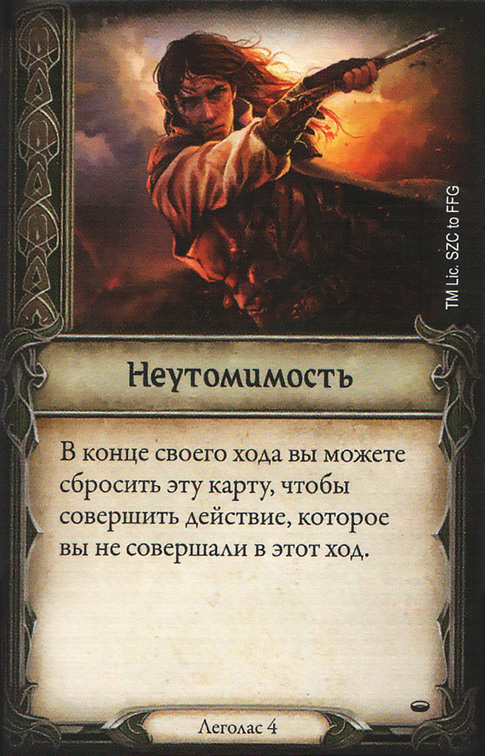 TM Lic. SZC to FFG
Неутомимость
В конце своего хода вы можете
сбросить эту карту, чтобы
совершить действие, которое
вы не совершали в этот ход.
Леголас 4